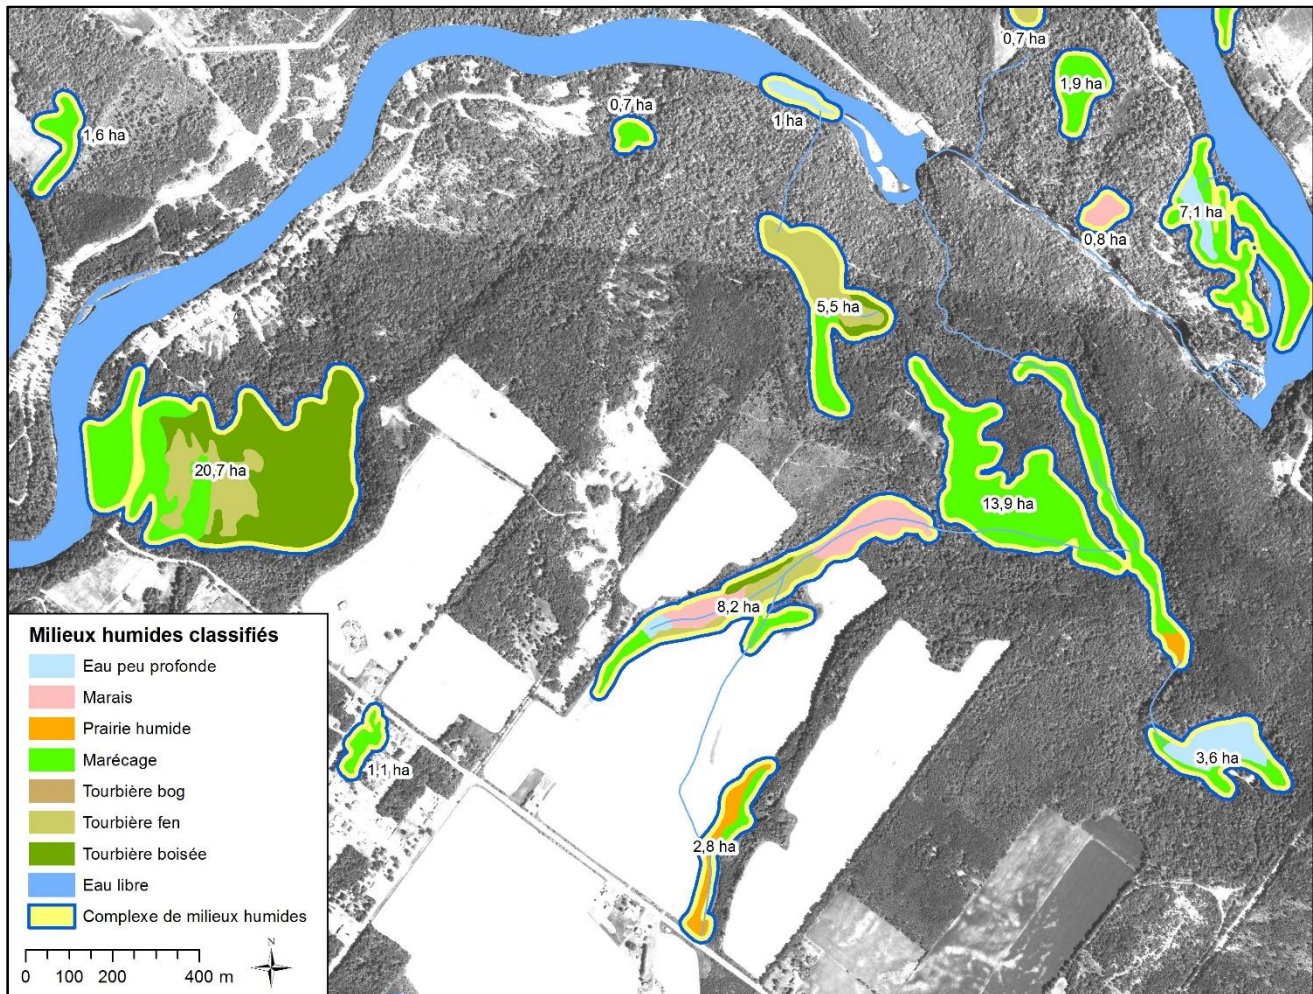 0,7 ha
1,9 ha
1,6 ha
0,7 ha
1 ha
7,1 ha
0,8 ha
5,5 ha
20,7 ha
13,9 ha
8,2 ha
1,1 ha
3,6 ha
2,8 ha
Milieux humides classifiés
Eau peu profonde
Marais
Prairie humide
Marécage
Tourbière bog
Tourbière fen
Tourbière boisée
Eau libre
Complexe de milieux humides
0 100 200 400 m
N